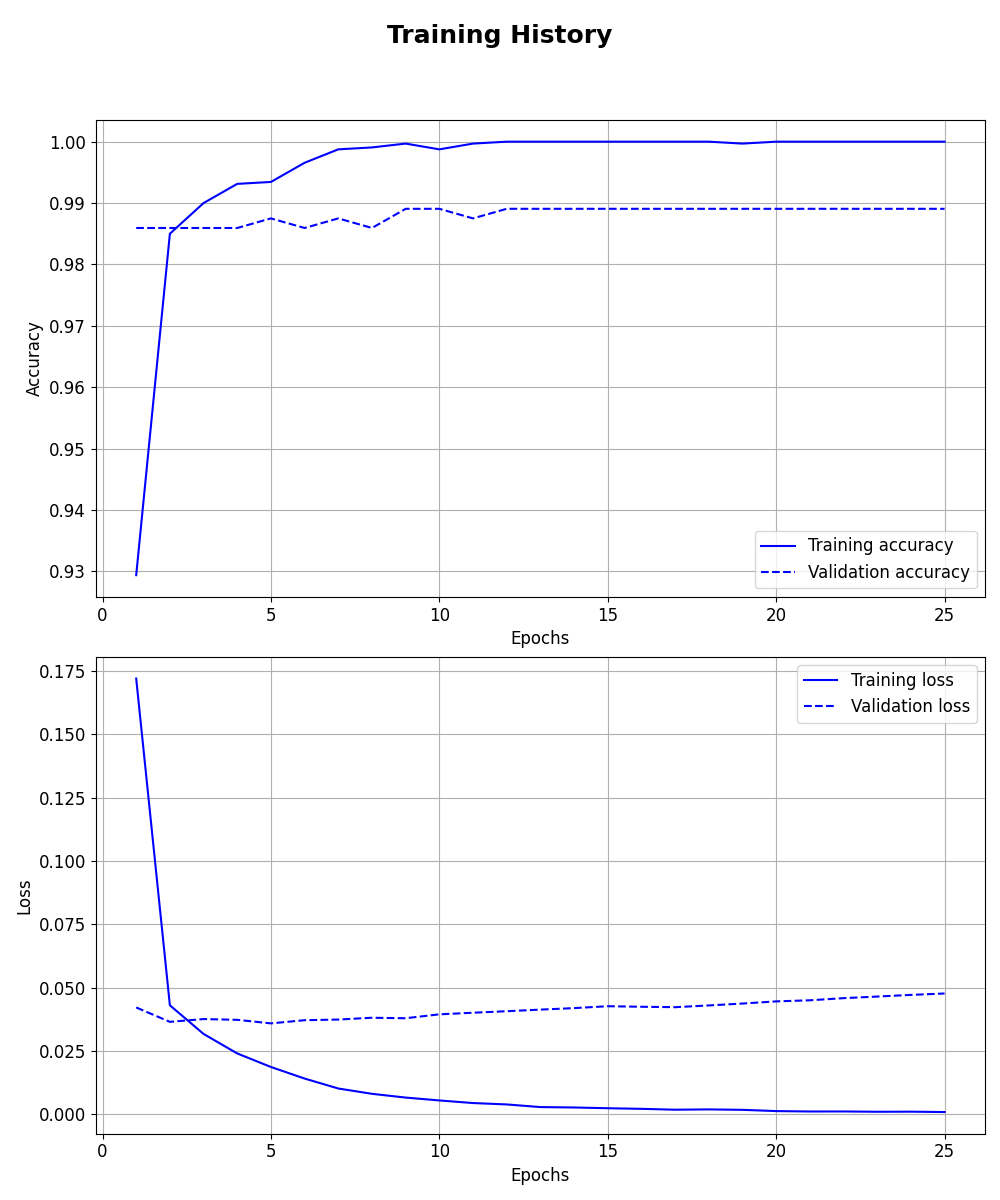 Training History
1.00
0.99
0.98
0.97
0.96
0.95
0.94
0.93
Accuracy
Training accuracy
Validation accuracy
0 5 10 15 20 25
Epochs
0.175
0.150
0.125
0.100
0.075
0.050
0.025
0.000
Loss
Training loss
Validation loss
0 5 10 15 20 25
Epochs